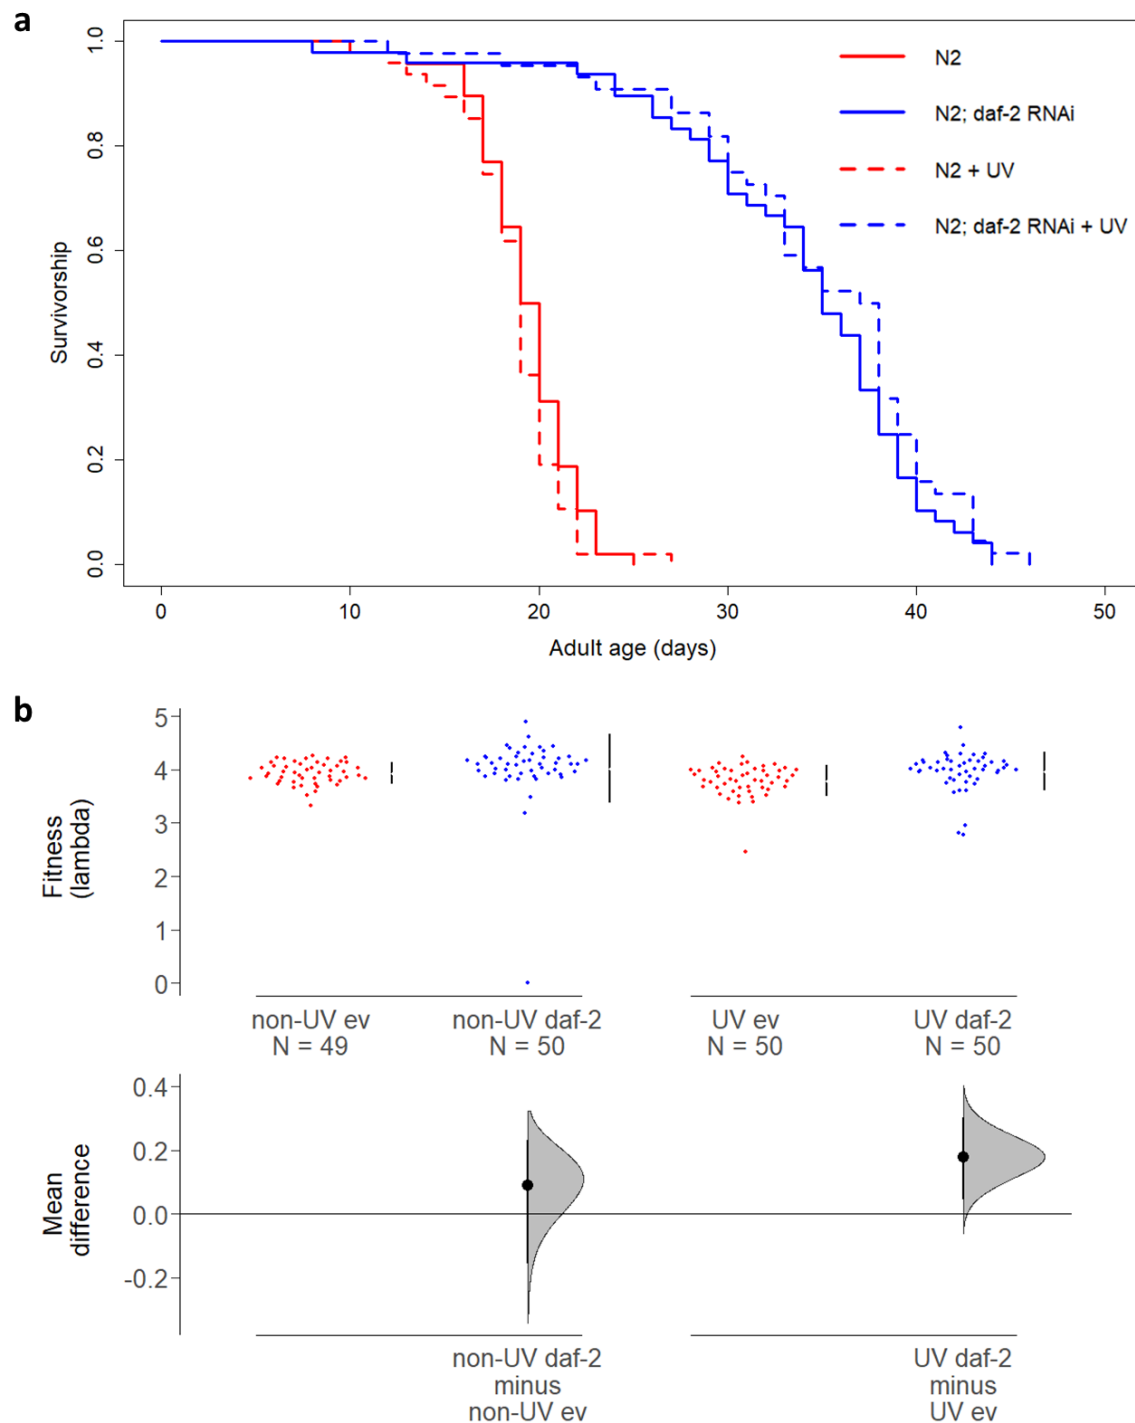 a
1.0
0.8
0.6
0.4
0.2
0.0
Survivorship
N2
N2; daf-2 RNAi
N2 + UV
N2; daf-2 RNAi + UV
0 10 20 30 40 50
Adult age (days)
b
5
4
3
2
1
0
Fitness
(lambda)
non-UV ev non-UV daf-2 UV ev UV daf-2
N = 49 N = 50 N = 50 N = 50
0.4
0.2
0.0
-0.2
Mean
difference
non-UV daf-2 UV daf-2
minus minus
non-UV ev UV ev